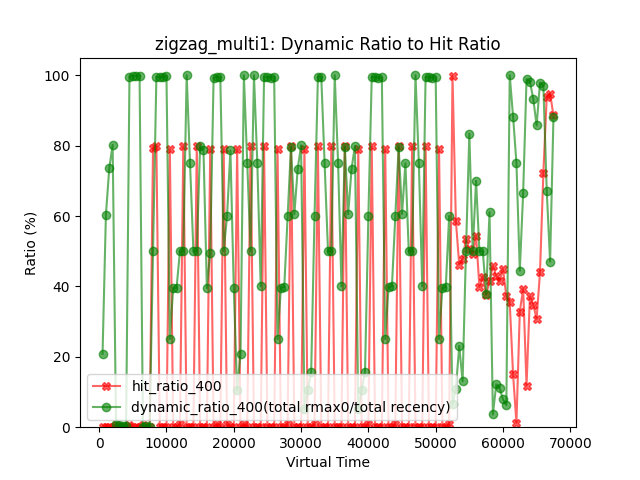 zigzag_multi1: Dynamic Ratio to Hit Ratio
100
80
60
40
20
0
Ratio (%)
hit_ratio_400
dynamic_ratio_400(total rmax0/total recency)
0
10000
20000
30000
40000
50000
60000
70000
Virtual Time